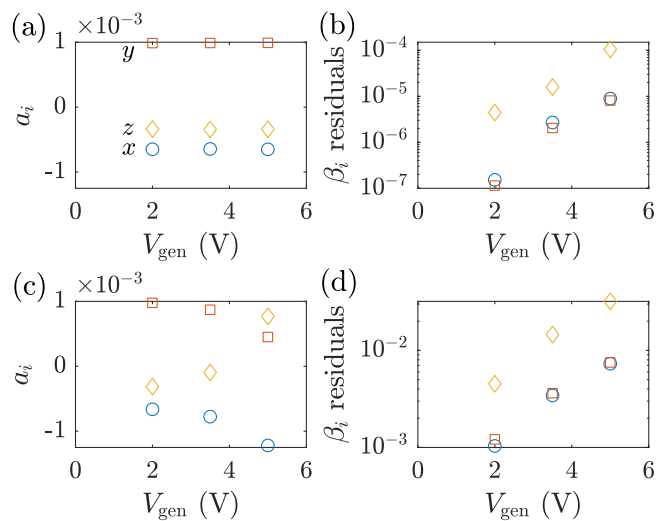 (a)
×10⁻³
1
0
-1
a_i
y
z
x
0 2 4 6
V_gen (V)
(b)
10⁻⁴
10⁻⁵
10⁻⁶
10⁻⁷
β_i residuals
0 2 4 6
V_gen (V)
(c)
×10⁻³
1
0
-1
a_i
0 2 4 6
V_gen (V)
(d)
10⁻²
10⁻³
β_i residuals
0 2 4 6
V_gen (V)